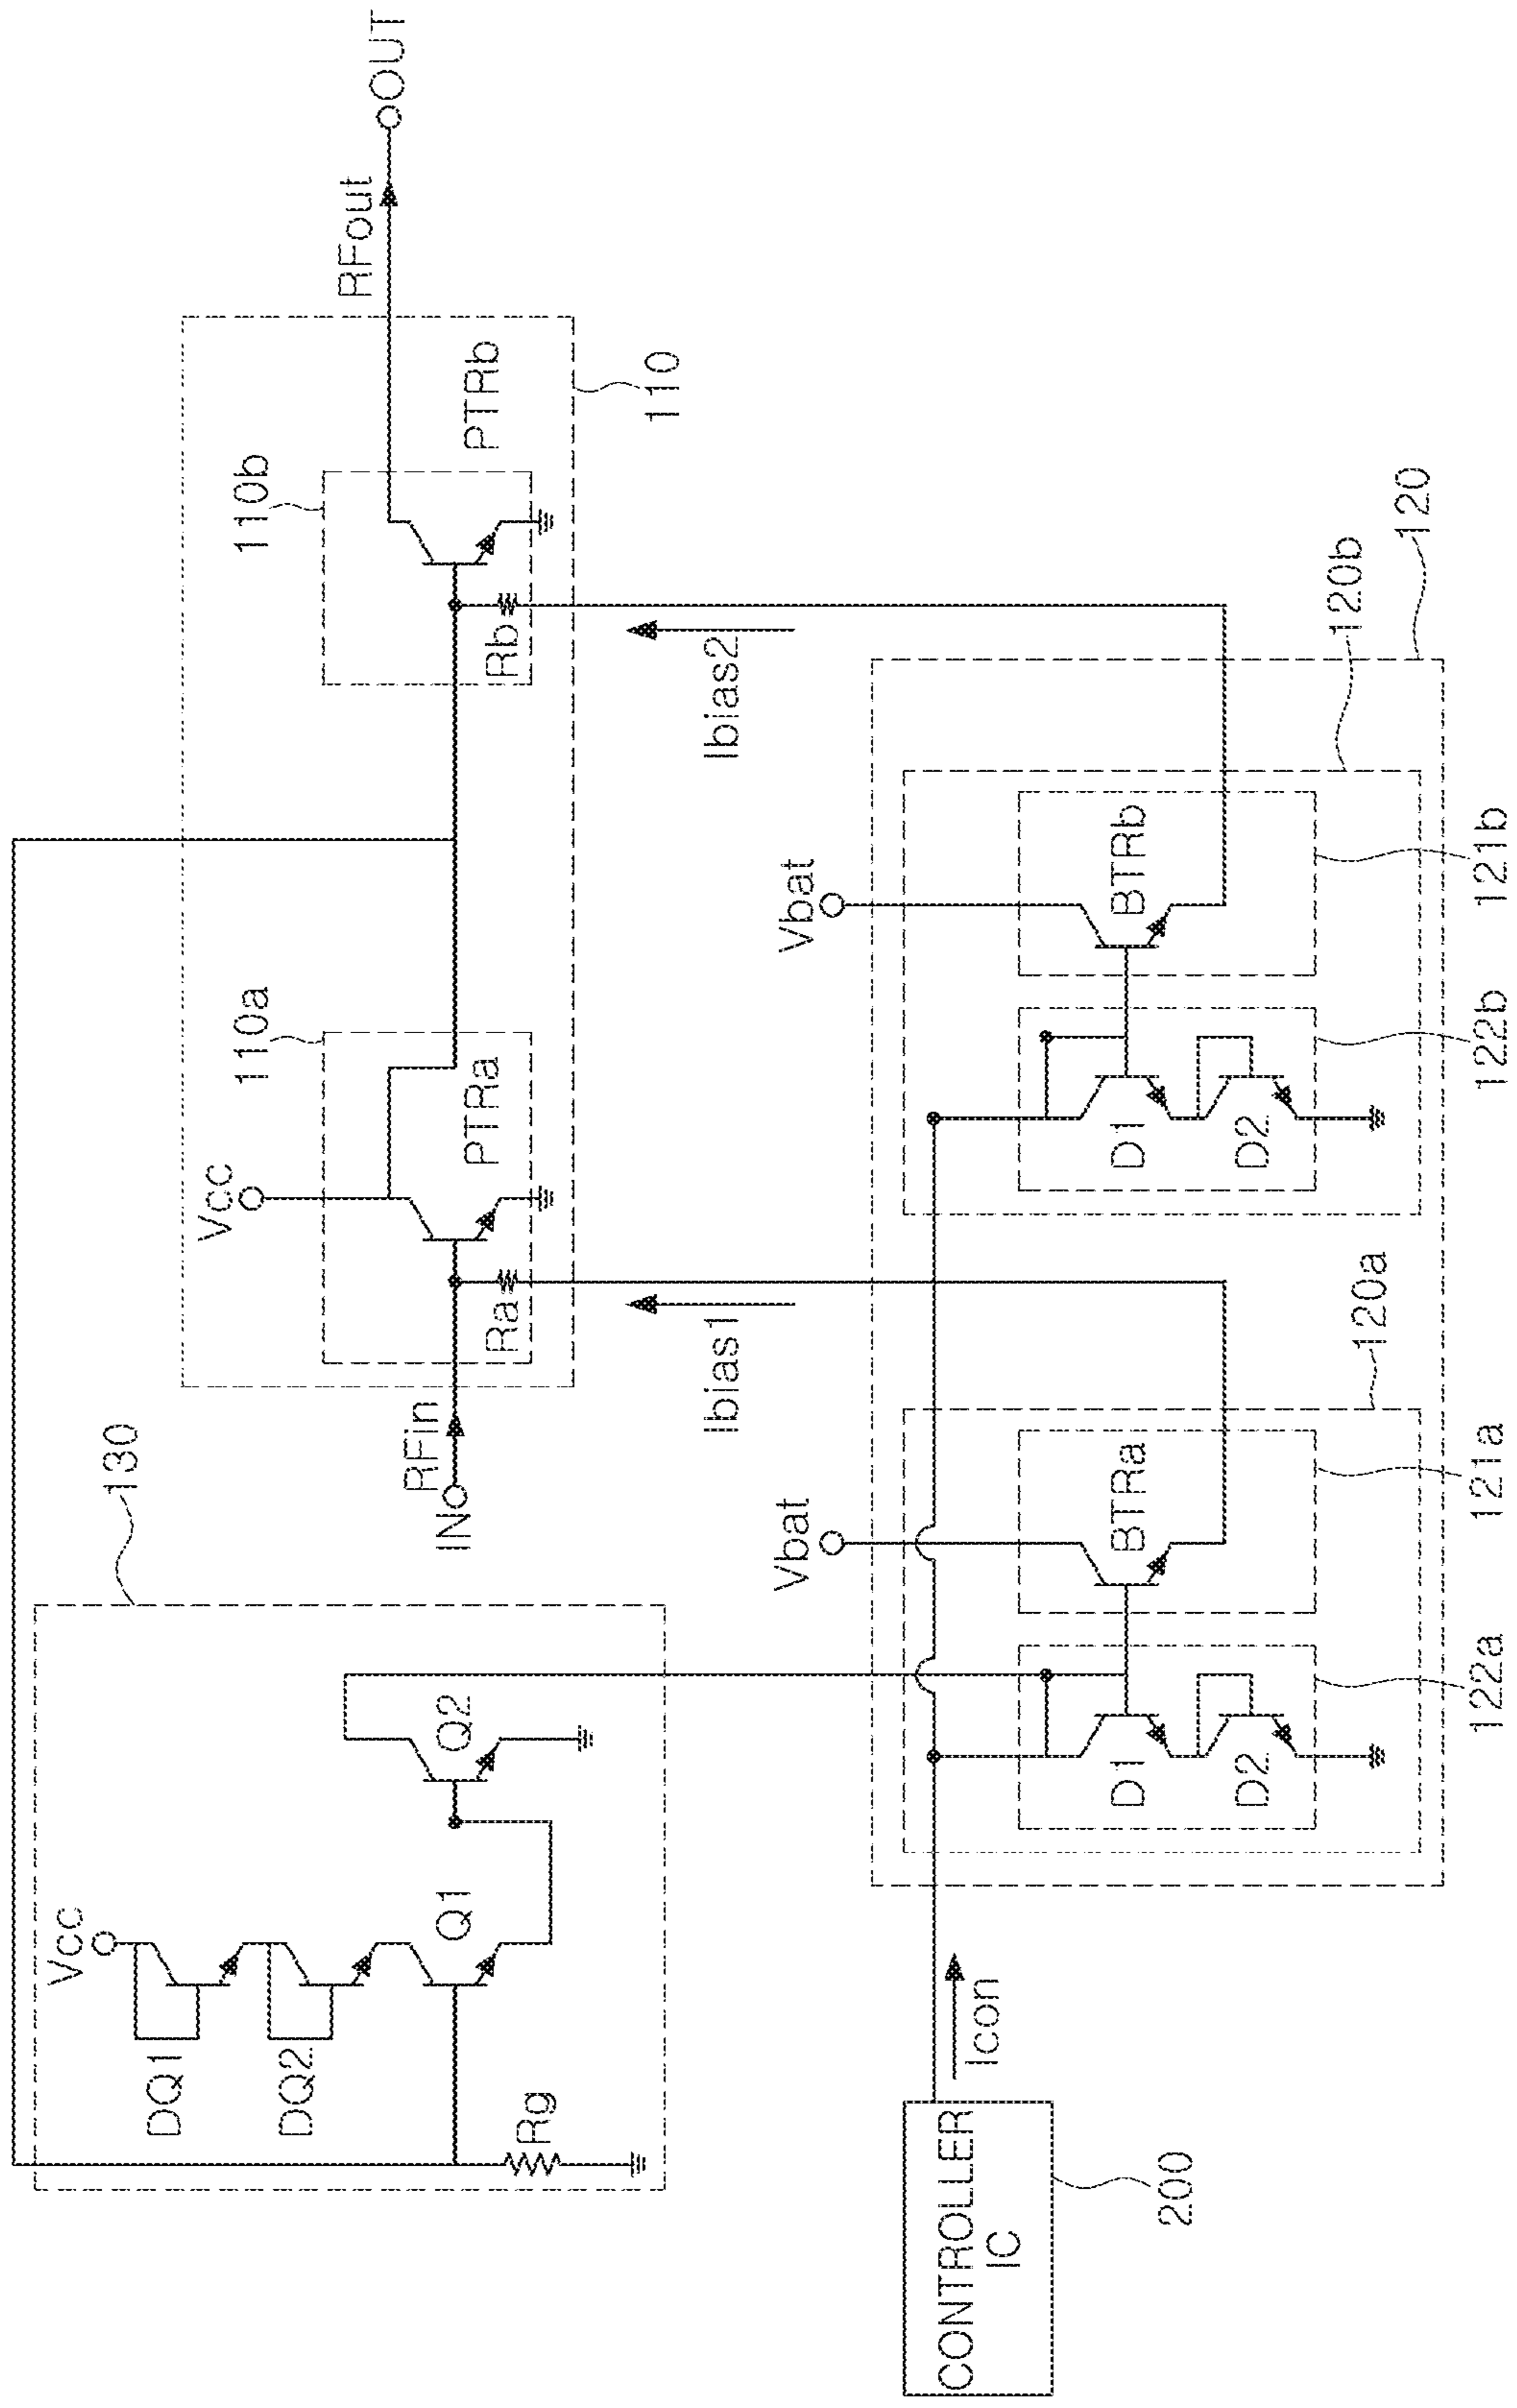 130
Vcc
DQ1
DQ2
Q1
Q2
Rg
Vcc
110a
PTRa
Ra
IN
RFin
110b
PTRb
Rb
RFout
OUT
110
Ibias1
Ibias2
CONTROLLER
IC
200
Icon
Vbat
BTRa
D1
D2
122a
121a
120a
Vbat
BTRb
D1
D2
122b
121b
120b
120